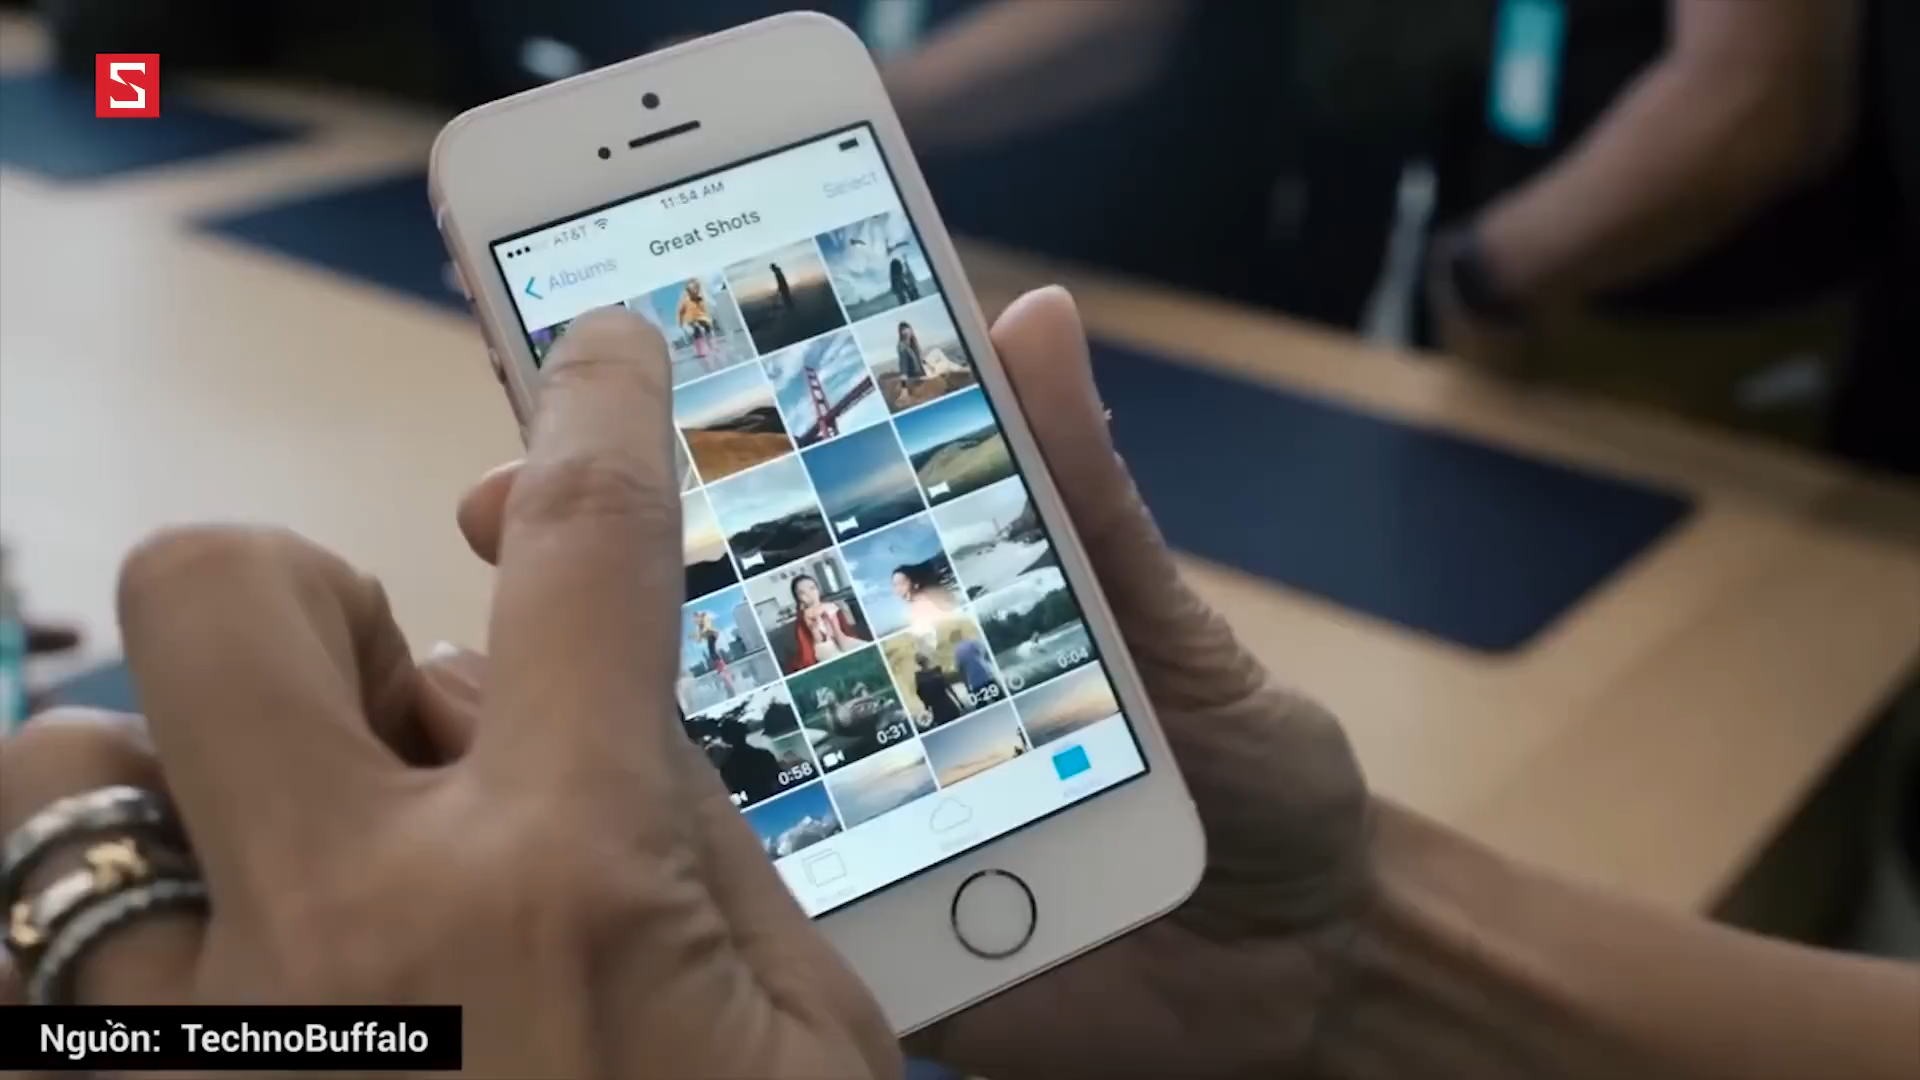 S
AT&T
11:54 AM
Albums
Great Shots
Select
0:04
0:29
0:31
0:58
Nguồn: TechnoBuffalo